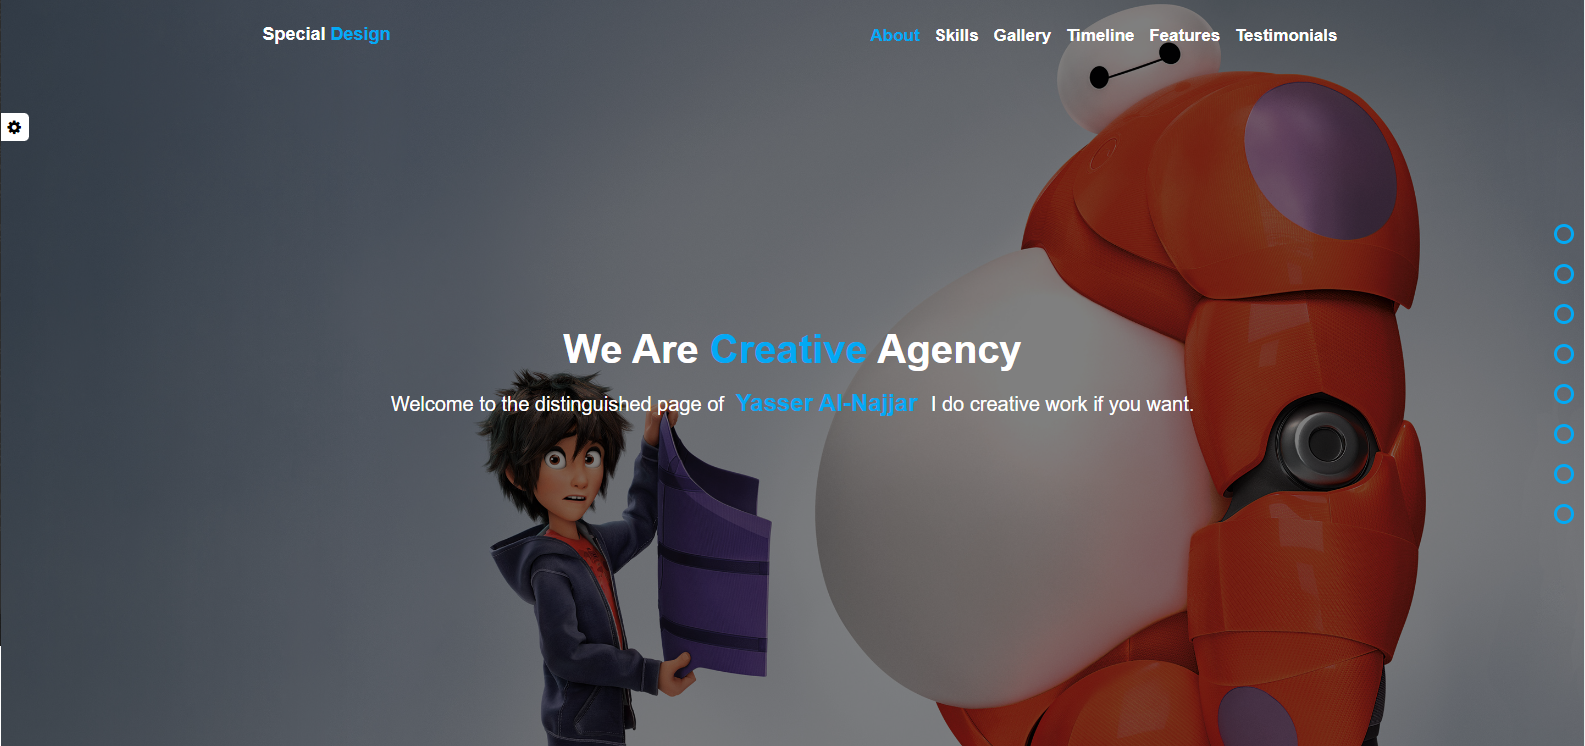 Special Design
About Skills Gallery Timeline Features Testimonials
We Are Creative Agency
Welcome to the distinguished page of Yasser Al-Najjar I do creative work if you want.